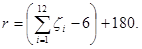 r = (∑_{i=1}^{12} ζ_i − 6) + 180.